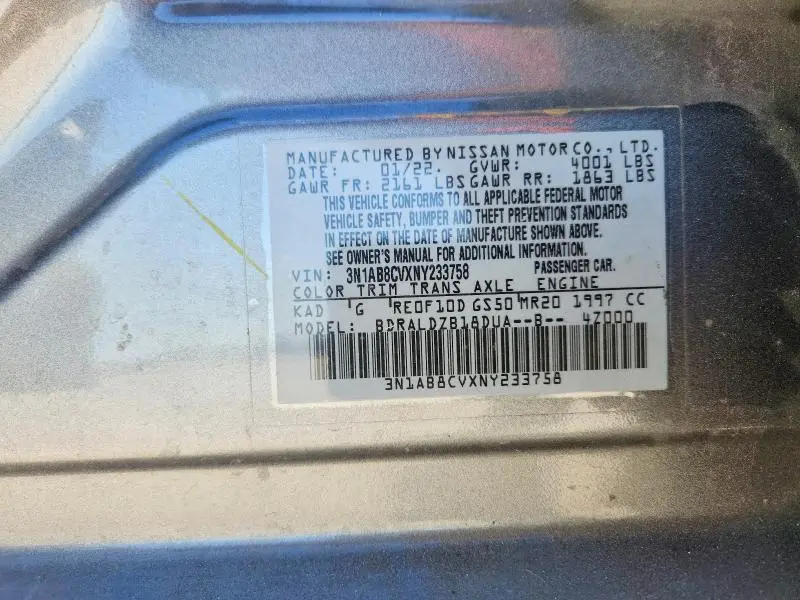 MANUFACTURED BY NISSAN MOTOR CO., LTD.
DATE: 01/22. GVWR: 4001 LBS
GAWR FR: 2161 LBS GAWR RR: 1863 LBS
THIS VEHICLE CONFORMS TO ALL APPLICABLE FEDERAL MOTOR
VEHICLE SAFETY, BUMPER AND THEFT PREVENTION STANDARDS
IN EFFECT ON THE DATE OF MANUFACTURE SHOWN ABOVE.
SEE OWNER'S MANUAL FOR ADDITIONAL INFORMATION.
VIN: 3N1AB8CVXNY233758 PASSENGER CAR.
COLOR TRIM TRANS AXLE ENGINE
KAD G RE0F10D GS50 MR20 1997 CC
MODEL: BDRALDZB18DUA--B-- 4Z000
3N1AB8CVXNY233758